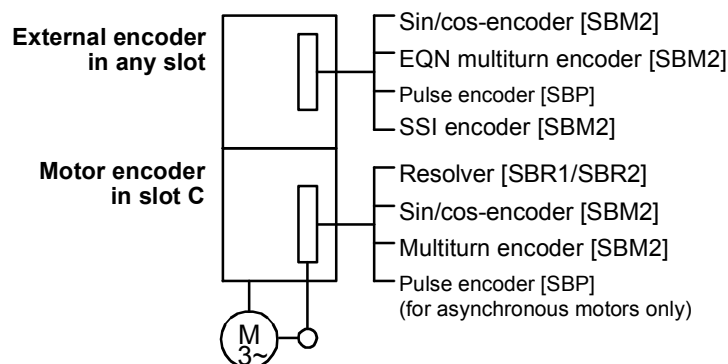 External encoder
in any slot
Sin/cos-encoder [SBM2]
EQN multiturn encoder [SBM2]
Pulse encoder [SBP]
SSI encoder [SBM2]
Motor encoder
in slot C
Resolver [SBR1/SBR2]
Sin/cos-encoder [SBM2]
Multiturn encoder [SBM2]
Pulse encoder [SBP]
(for asynchronous motors only)
M
3~